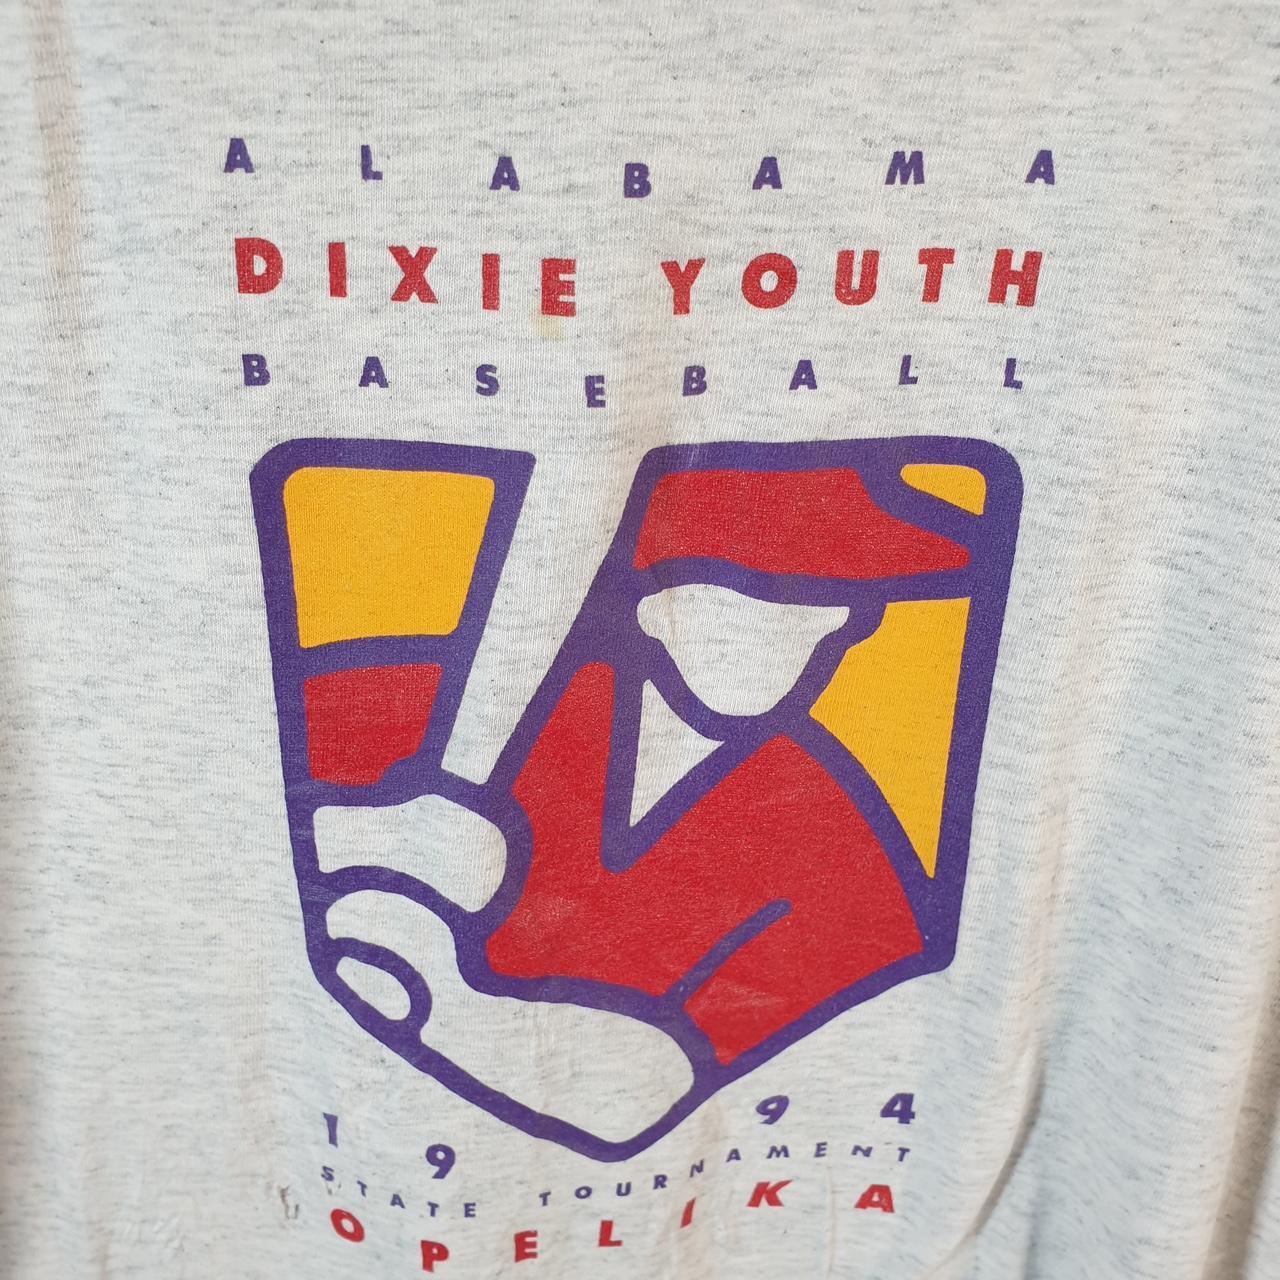 ALABAMA
DIXIE YOUTH
BASEBALL
1994
STATE TOURNAMENT
OPELIKA